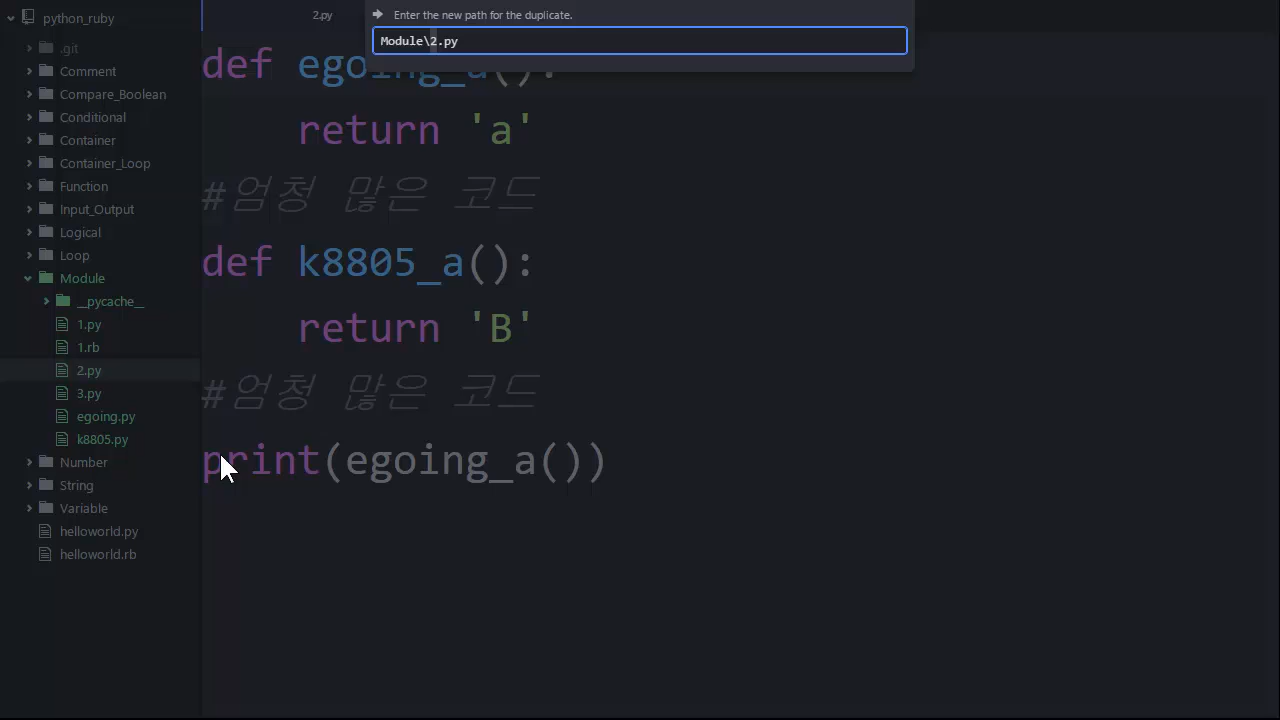 python_ruby
.git
Comment
Compare_Boolean
Conditional
Container
Container_Loop
Function
Input_Output
Logical
Loop
Module
__pycache__
1.py
1.rb
2.py
3.py
egoing.py
k8805.py
Number
String
Variable
helloworld.py
helloworld.rb
2.py
Enter the new path for the duplicate.
Module\2.py
def egoing_a():
return 'a'
#엄청 많은 코드
def k8805_a():
return 'B'
#엄청 많은 코드
print(egoing_a())